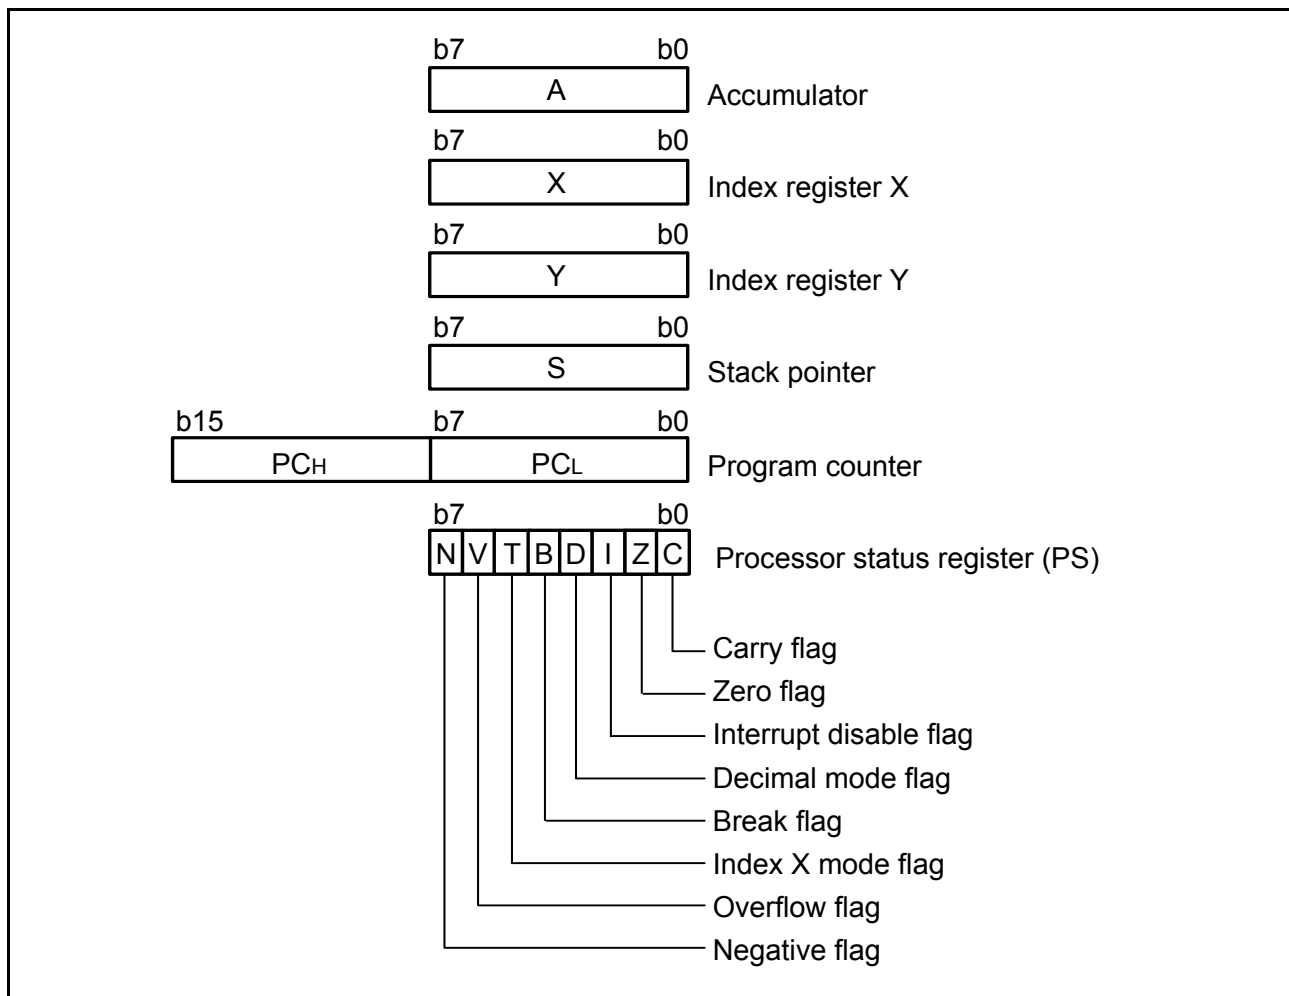 b7 b0
A Accumulator
b7 b0
X Index register X
b7 b0
Y Index register Y
b7 b0
S Stack pointer
b15 b7 b0
PCH PCL Program counter
b7 b0
N V T B D I Z C Processor status register (PS)
Carry flag
Zero flag
Interrupt disable flag
Decimal mode flag
Break flag
Index X mode flag
Overflow flag
Negative flag